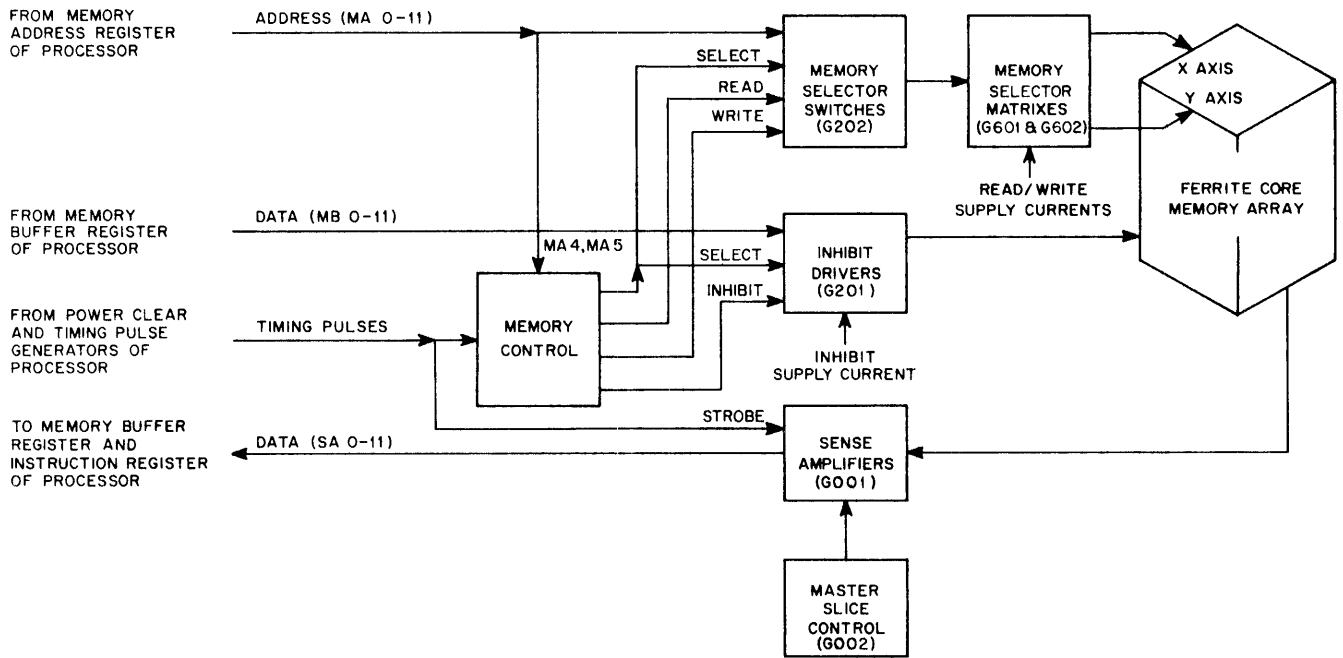 FROM MEMORY
ADDRESS REGISTER
OF PROCESSOR
ADDRESS (MA 0-11)
SELECT
READ
WRITE
MEMORY
SELECTOR
SWITCHES
(G202)
MEMORY
SELECTOR
MATRIXES
(G601 & G602)
X AXIS
Y AXIS
READ/WRITE
SUPPLY CURRENTS
FERRITE CORE
MEMORY ARRAY
FROM MEMORY
BUFFER REGISTER
OF PROCESSOR
DATA (MB 0-11)
MA4, MA5
SELECT
INHIBIT
INHIBIT
DRIVERS
(G201)
INHIBIT
SUPPLY CURRENT
FROM POWER CLEAR
AND TIMING PULSE
GENERATORS OF
PROCESSOR
TIMING PULSES
MEMORY
CONTROL
TO MEMORY BUFFER
REGISTER AND
INSTRUCTION REGISTER
OF PROCESSOR
DATA (SA 0-11)
STROBE
SENSE
AMPLIFIERS
(G001)
MASTER
SLICE
CONTROL
(G002)